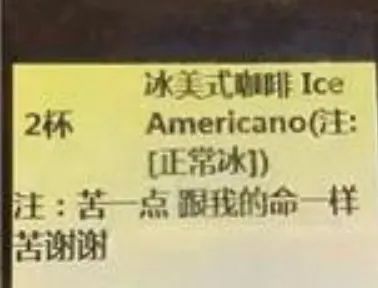 冰美式咖啡 Ice
2杯 Americano(注:
[正常冰])
注：苦一点 跟我的命一样
苦谢谢